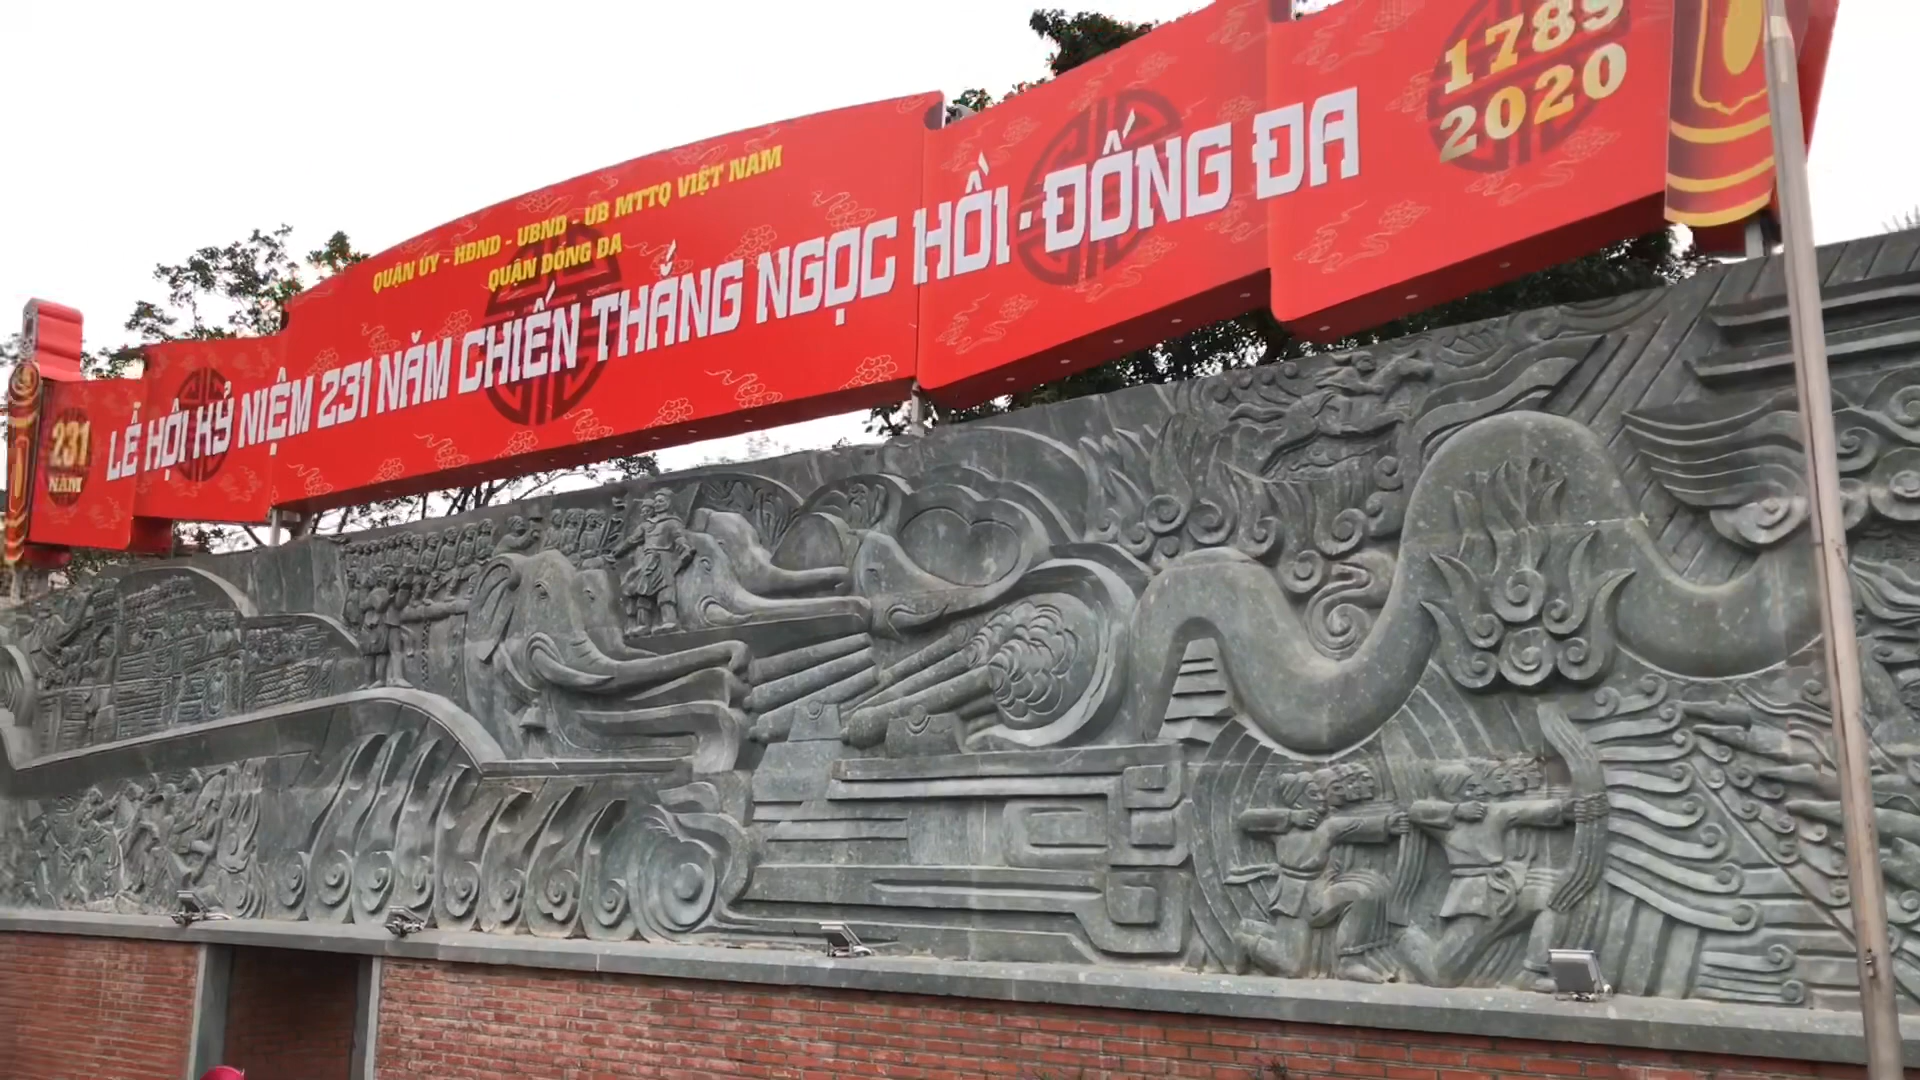 QUẬN ỦY - HĐND - UBND - UB MTTQ VIỆT NAM
QUẬN ĐỐNG ĐA
LỄ HỘI KỶ NIỆM 231 NĂM CHIẾN THẮNG NGỌC HỒI - ĐỐNG ĐA
1789
2020
231
NĂM